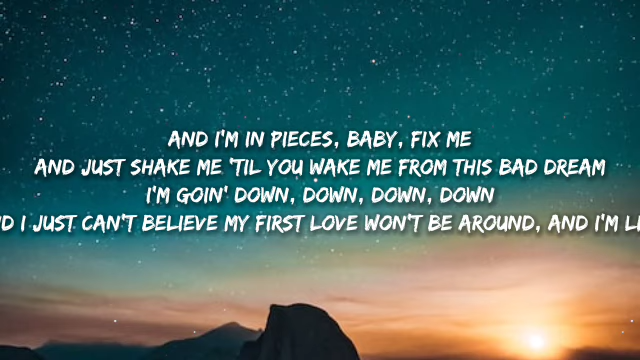 AND I'M IN PIECES, BABY, FIX ME
AND JUST SHAKE ME 'TIL YOU WAKE ME FROM THIS BAD DREAM
I'M GOIN' DOWN, DOWN, DOWN, DOWN
I JUST CAN'T BELIEVE MY FIRST LOVE WON'T BE AROUND, AND I'M